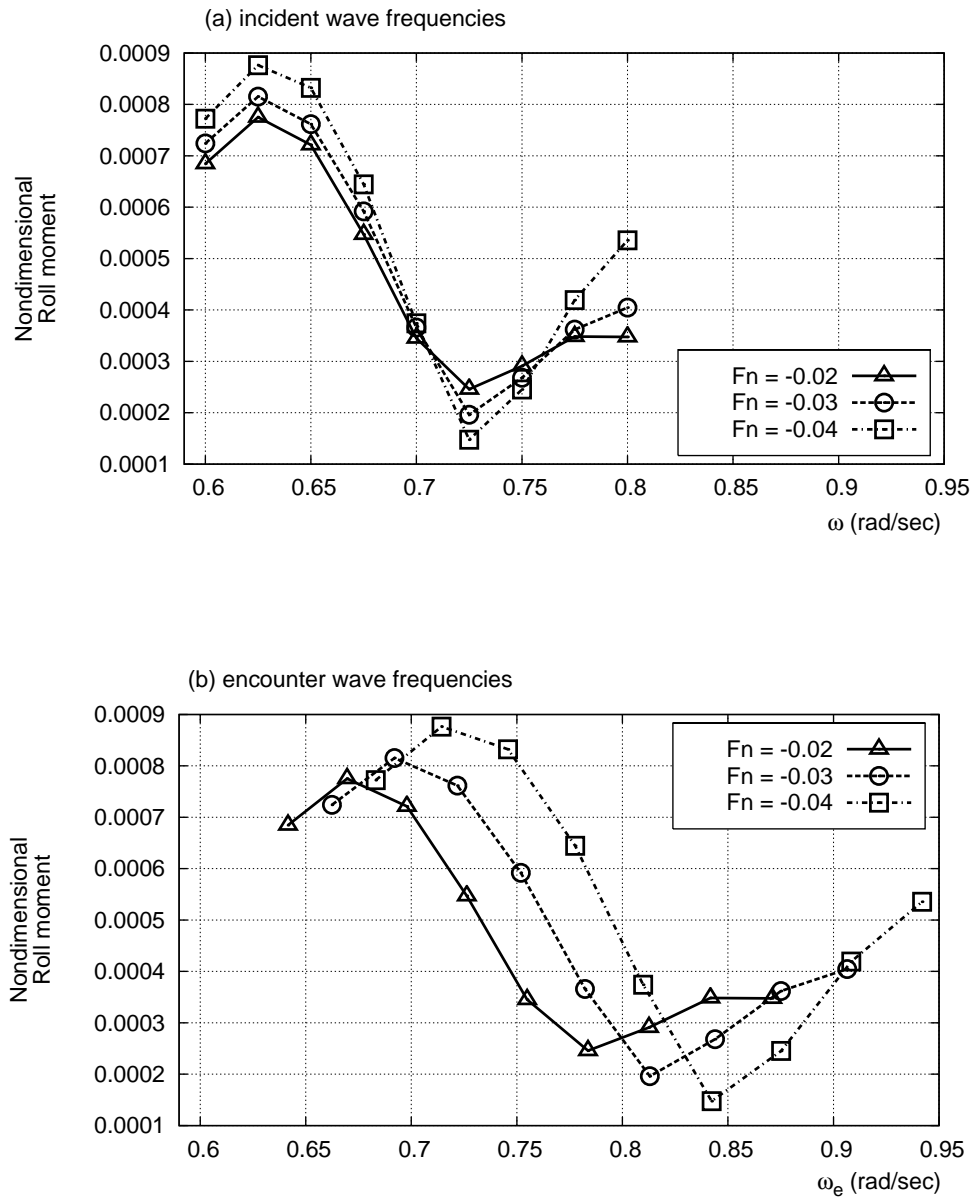 (a) incident wave frequencies
0.0009
0.0008
0.0007
0.0006
0.0005
0.0004
0.0003
0.0002
0.0001
Nondimensional
Roll moment
Fn = -0.02
Fn = -0.03
Fn = -0.04
0.6 0.65 0.7 0.75 0.8 0.85 0.9 0.95
ω (rad/sec)
(b) encounter wave frequencies
0.0009
0.0008
0.0007
0.0006
0.0005
0.0004
0.0003
0.0002
0.0001
Nondimensional
Roll moment
Fn = -0.02
Fn = -0.03
Fn = -0.04
0.6 0.65 0.7 0.75 0.8 0.85 0.9 0.95
ωe (rad/sec)